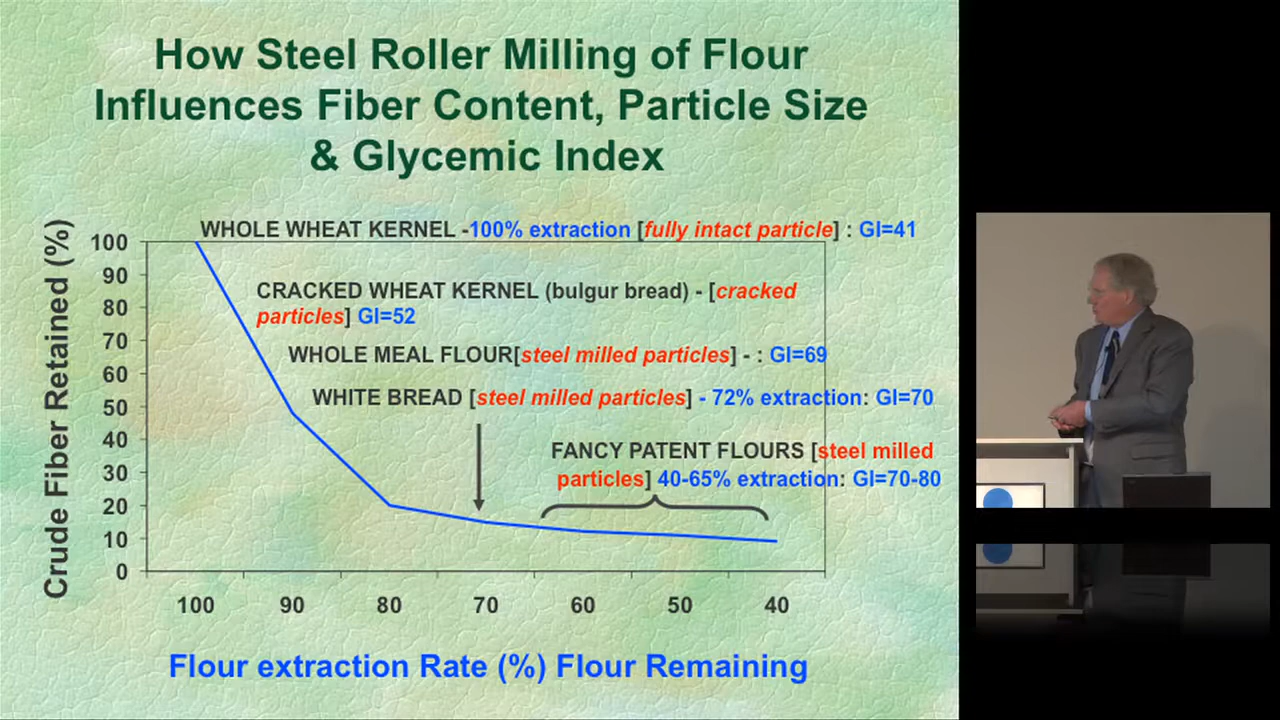 How Steel Roller Milling of Flour
Influences Fiber Content, Particle Size
& Glycemic Index
WHOLE WHEAT KERNEL -100% extraction [fully intact particle] : GI=41
CRACKED WHEAT KERNEL (bulgur bread) - [cracked
particles] GI=52
WHOLE MEAL FLOUR[steel milled particles] - : GI=69
WHITE BREAD [steel milled particles] - 72% extraction: GI=70
FANCY PATENT FLOURS [steel milled
particles] 40-65% extraction: GI=70-80
Crude Fiber Retained (%)
100
90
80
70
60
50
40
30
20
10
0
100 90 80 70 60 50 40
Flour extraction Rate (%) Flour Remaining